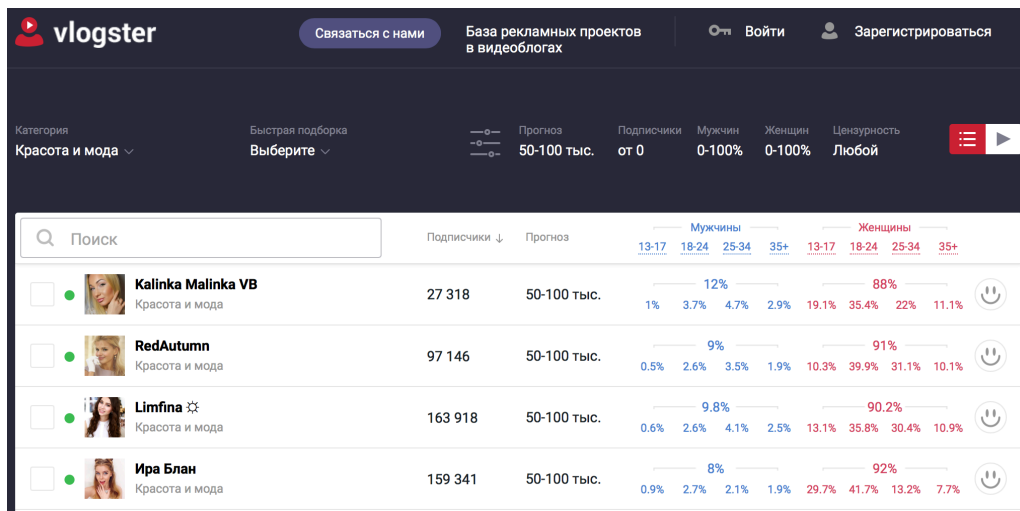 vlogster
Связаться с нами
База рекламных проектов
в видеоблогах
Войти
Зарегистрироваться
Категория
Красота и мода
Быстрая подборка
Выберите
Прогноз
50-100 тыс.
Подписчики
от 0
Мужчин
0-100%
Женщин
0-100%
Цензурность
Любой
Поиск
Подписчики ↓
Прогноз
Мужчины
13-17 18-24 25-34 35+
Женщины
13-17 18-24 25-34 35+
Kalinka Malinka VB
Красота и мода
27 318
50-100 тыс.
12%
1% 3.7% 4.7% 2.9%
88%
19.1% 35.4% 22% 11.1%
RedAutumn
Красота и мода
97 146
50-100 тыс.
9%
0.5% 2.6% 3.5% 1.9%
91%
10.3% 39.9% 31.1% 10.1%
Limfina ☼
Красота и мода
163 918
50-100 тыс.
9.8%
0.6% 2.6% 4.1% 2.5%
90.2%
13.1% 35.8% 30.4% 10.9%
Ира Блан
Красота и мода
159 341
50-100 тыс.
8%
0.9% 2.7% 2.1% 1.9%
92%
29.7% 41.7% 13.2% 7.7%